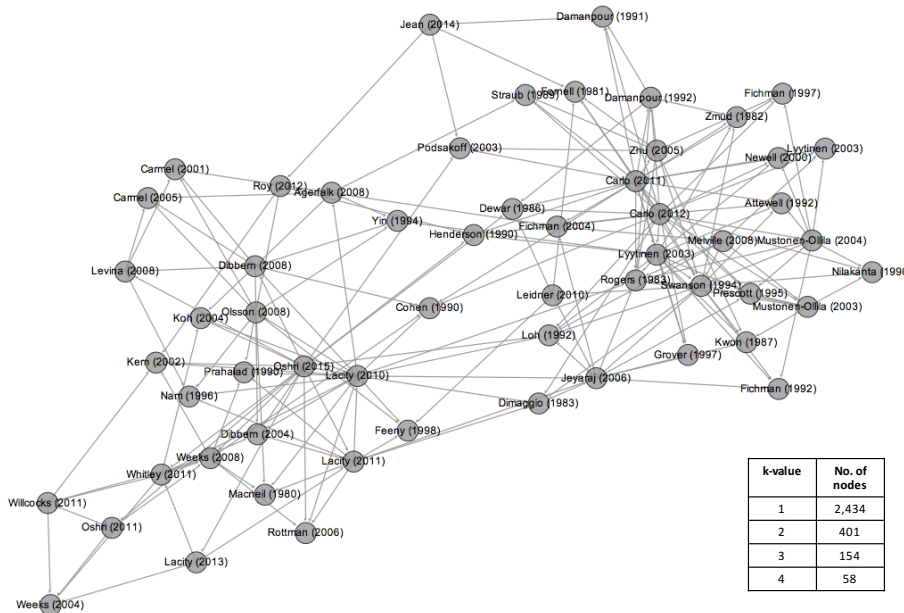 Damanpour (1991)
Jean (2014)
Straub (1989)
Fornell (1981)
Damanpour (1992)
Fichman (1997)
Zmud (1982)
Podsakoff (2003)
Zhu (2005)
Newell (2000)
Lyytinen (2003)
Carmel (2001)
Carlo (2011)
Roy (2012)
Agerfalk (2008)
Carmel (2005)
Dewar (1986)
Attewell (1992)
Carlo (2012)
Yin (1994)
Fichman (2004)
Henderson (1990)
Melville (2008)
Mustonen-Ollila (2004)
Lyytinen (2003)
Dibbern (2008)
Levina (2008)
Nilakanta (1990)
Rogers (1983)
Swanson (1994)
Leidner (2010)
Prescott (1995)
Cohen (1990)
Mustonen-Ollila (2003)
Olsson (2008)
Koh (2004)
Loh (1992)
Kwon (1987)
Grover (1997)
Kern (2002)
Oshri (2015)
Prahalad (1990)
Lacity (2010)
Jeyaraj (2006)
Fichman (1992)
Nam (1996)
Dimaggio (1983)
Feeny (1998)
Dibbern (2004)
Weeks (2008)
Lacity (2011)
Whitley (2011)
Macneil (1980)
Willcocks (2011)
Oshri (2011)
Rottman (2006)
Lacity (2013)
Weeks (2004)
k-value No. of
nodes
1 2,434
2 401
3 154
4 58